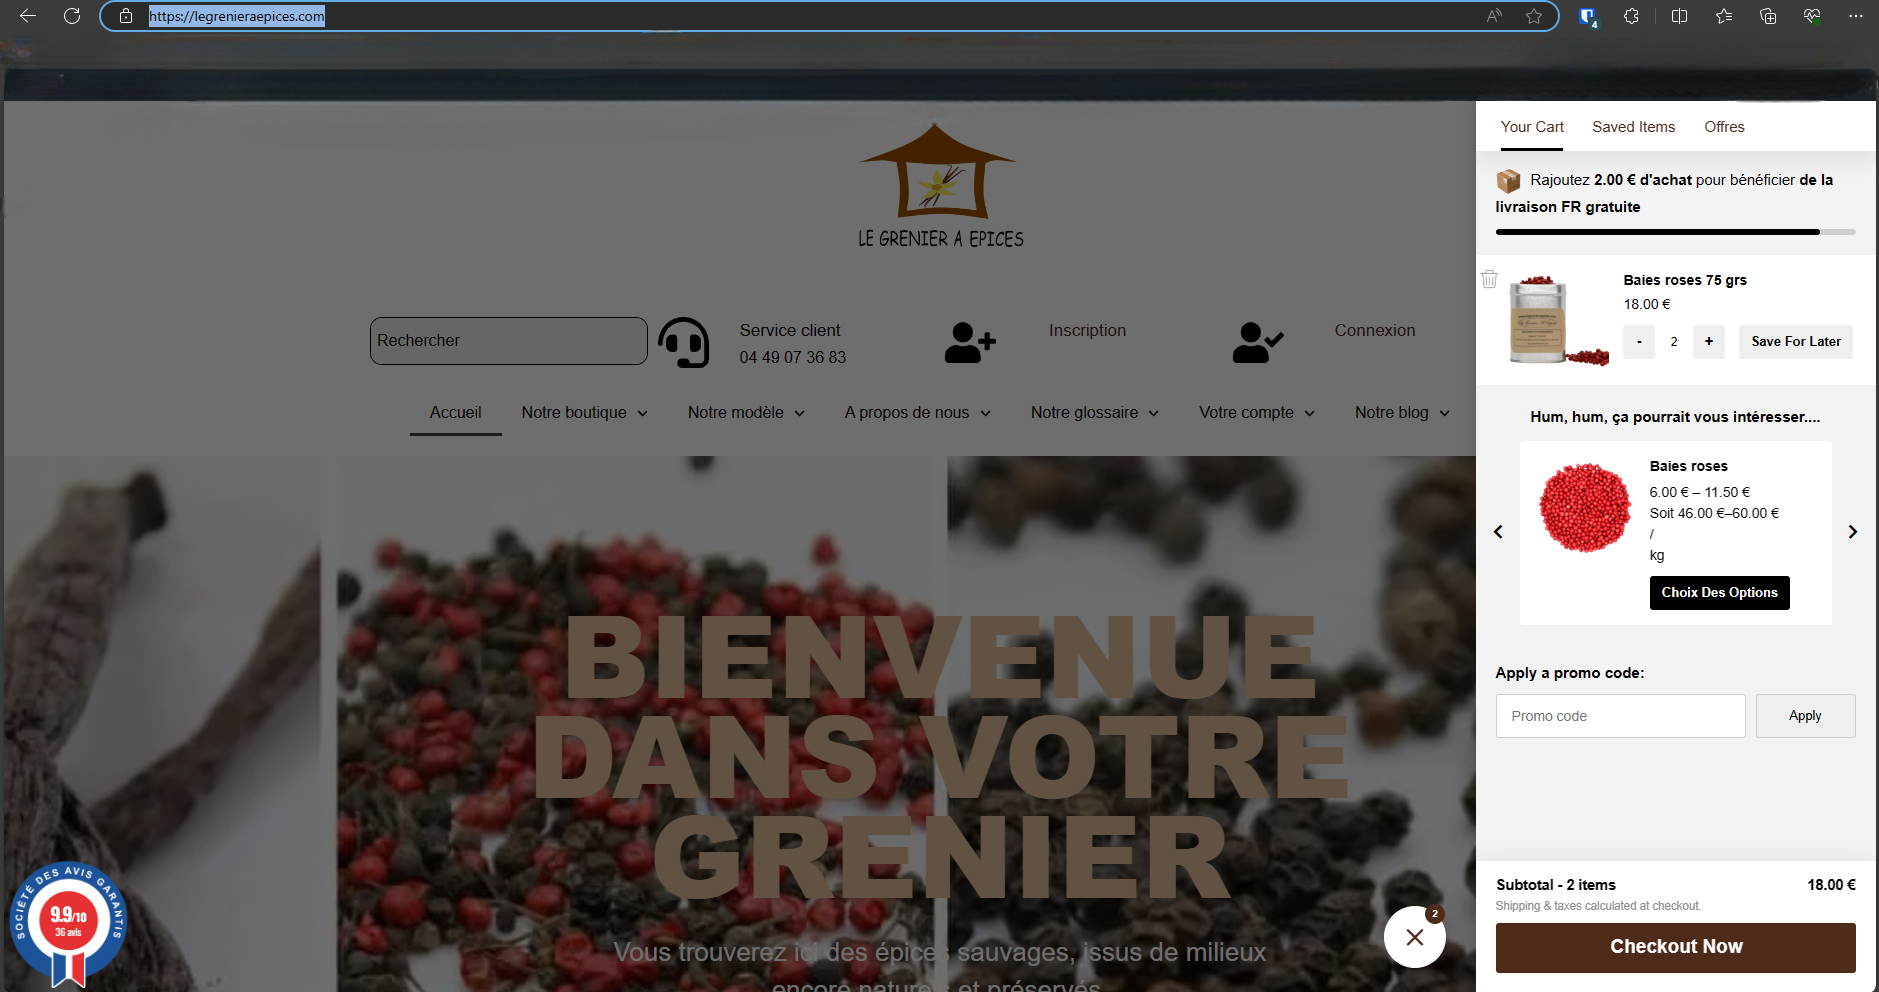 https://legrenieraepices.com
4
LE GRENIER A EPICES
Rechercher
Service client
04 49 07 36 83
Inscription
Connexion
Accueil
Notre boutique
Notre modèle
A propos de nous
Notre glossaire
Votre compte
Notre blog
BIENVENUE
DANS VOTRE
GRENIER
Vous trouverez ici des épices sauvages, issus de milieux
encore naturels et préservés
SOCIÉTÉ DES AVIS GARANTIS
9.9/10
36 avis
2
Your Cart
Saved Items
Offres
Rajoutez 2.00 € d'achat pour bénéficier de la
livraison FR gratuite
Baies roses 75 grs
18.00 €
- 2 +
Save For Later
Hum, hum, ça pourrait vous intéresser....
Baies roses
6.00 € – 11.50 €
Soit 46.00 €–60.00 €
/
kg
Choix Des Options
Apply a promo code:
Promo code
Apply
Subtotal - 2 items
18.00 €
Shipping & taxes calculated at checkout.
Checkout Now